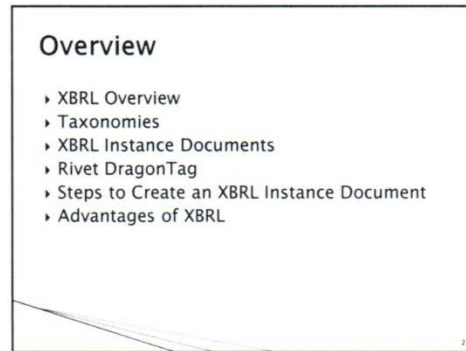 Overview
▸ XBRL Overview
▸ Taxonomies
▸ XBRL Instance Documents
▸ Rivet DragonTag
▸ Steps to Create an XBRL Instance Document
▸ Advantages of XBRL
2